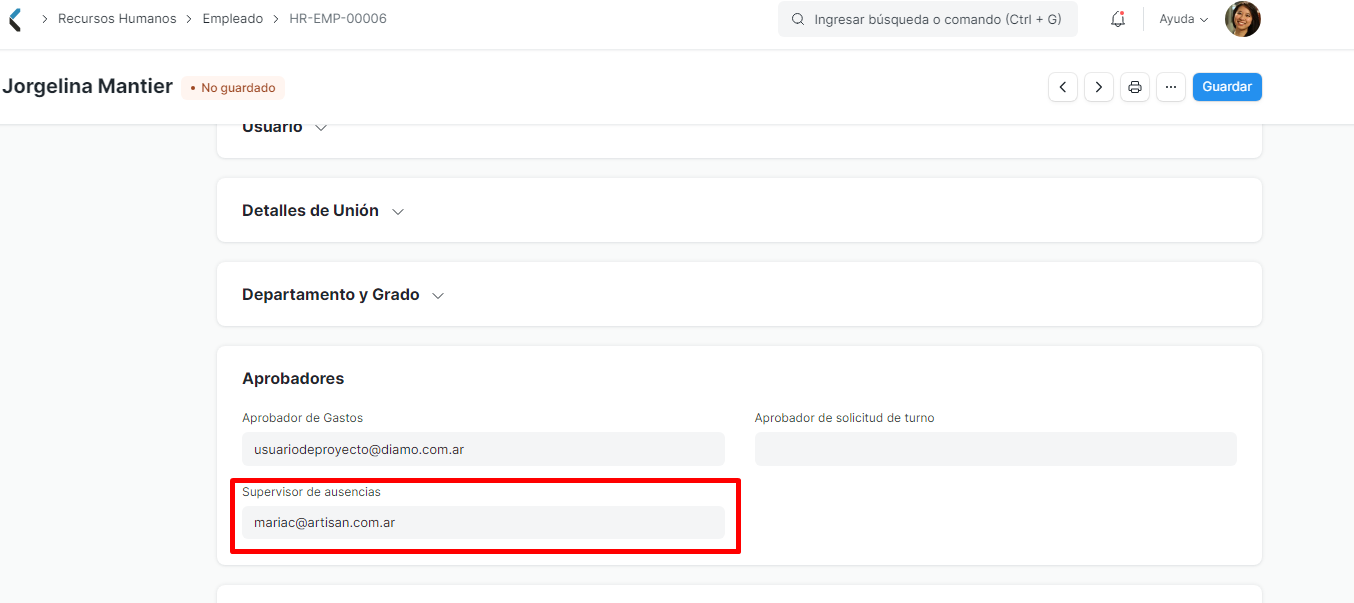 Recursos Humanos > Empleado > HR-EMP-00006
Ingresar búsqueda o comando (Ctrl + G)
Ayuda
Jorgelina Mantier
• No guardado
Guardar
Usuario
Detalles de Unión
Departamento y Grado
Aprobadores
Aprobador de Gastos
usuariodeproyecto@diamo.com.ar
Aprobador de solicitud de turno
Supervisor de ausencias
mariac@artisan.com.ar